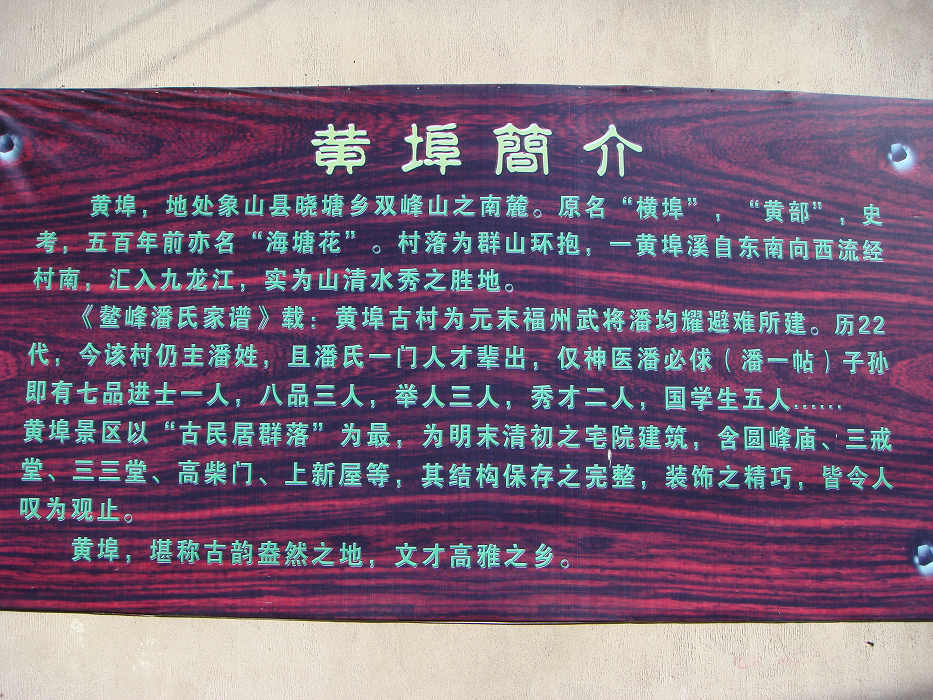 黄埠簡介
黄埠，地处象山县晓塘乡双峰山之南麓。原名“横埠”，“黄部”，史
考，五百年前亦名“海塘花”。村落为群山环抱，一黄埠溪自东南向西流经
村南，汇入九龙江，实为山清水秀之胜地。
《鳌峰潘氏家谱》载：黄埠古村为元末福州武将潘均耀避难所建。历22
代，今该村仍主潘姓，且潘氏一门人才辈出，仅神医潘必俅（潘一帖）子孙
即有七品进士一人，八品三人，举人三人，秀才二人，国学生五人……
黄埠景区以“古民居群落”为最，为明末清初之宅院建筑，含圆峰庙、三戒
堂、三三堂、高柴门、上新屋等，其结构保存之完整，装饰之精巧，皆令人
叹为观止。
黄埠，堪称古韵盎然之地，文才高雅之乡。